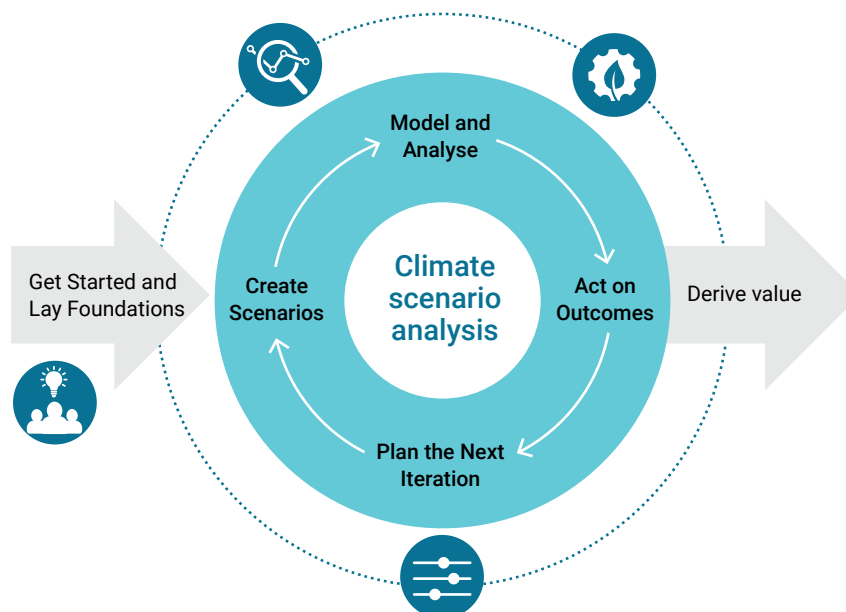 Model and
Analyse
Get Started and
Lay Foundations
Create
Scenarios
Climate
scenario
analysis
Act on
Outcomes
Derive value
Plan the Next
Iteration